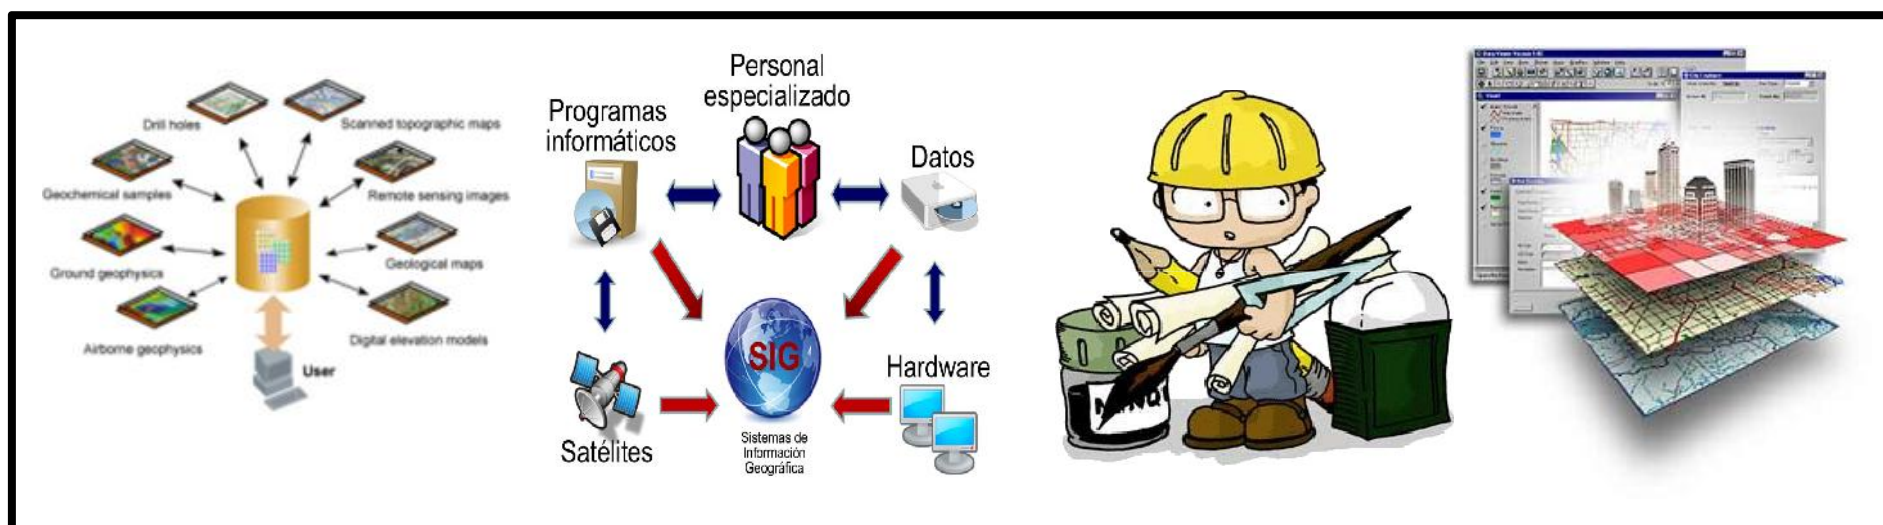 Drill holes
Scanned topographic maps
Geochemical samples
Remote sensing images
Ground geophysics
Geological maps
Airborne geophysics
Digital elevation models
User
Personal
especializado
Programas
informáticos
Datos
SIG
Satélites
Hardware
Sistemas de
Información
Geográfica